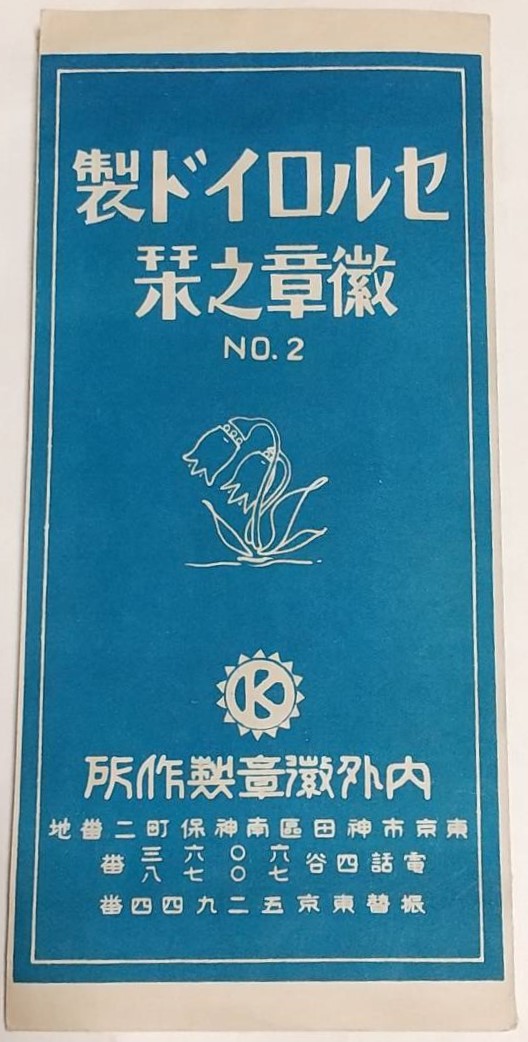 セルロイド製
徽章之栞
NO.2
K
内外徽章製作所
東京市神田區南神保町二番地
電話四谷六〇六三七〇七八番
振替東京五二九四四番